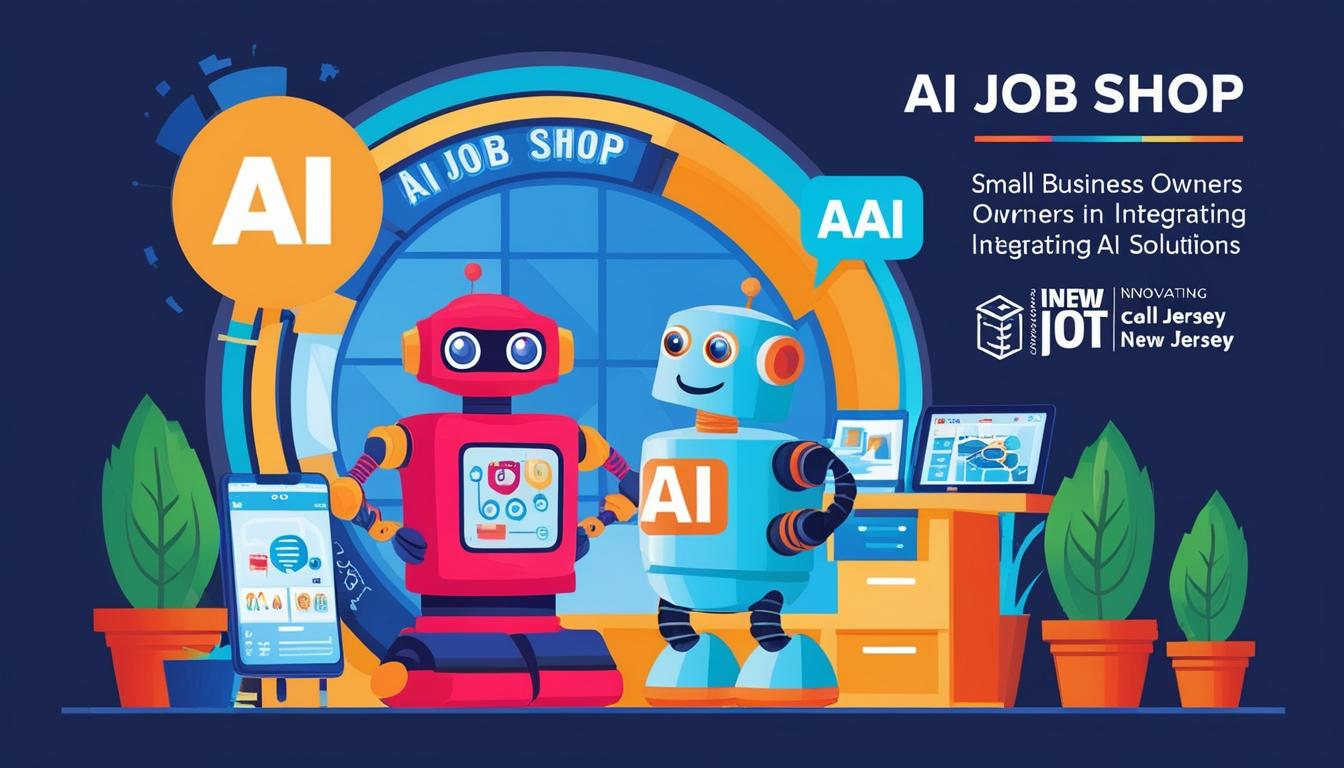 AI
AI JOB SHOP
AAI
AI
AI JOB SHOP
Small Business Owners
Owrners in Integrating
Integrating AI Solutions
INEW
JOT
NNOVATING
call Jersey
New Jersey